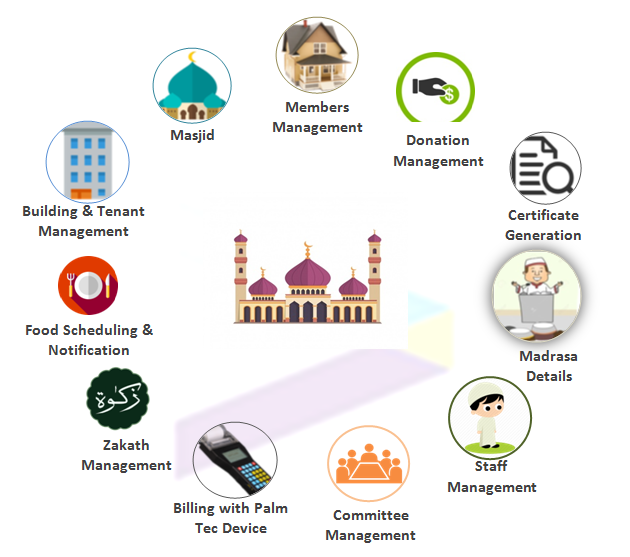 Members
Management
Masjid
Donation
Management
$
Building & Tenant
Management
Certificate
Generation
Food Scheduling &
Notification
Madrasa
Details
زكوة
Zakath
Management
Staff
Management
Billing with Palm
Tec Device
Committee
Management